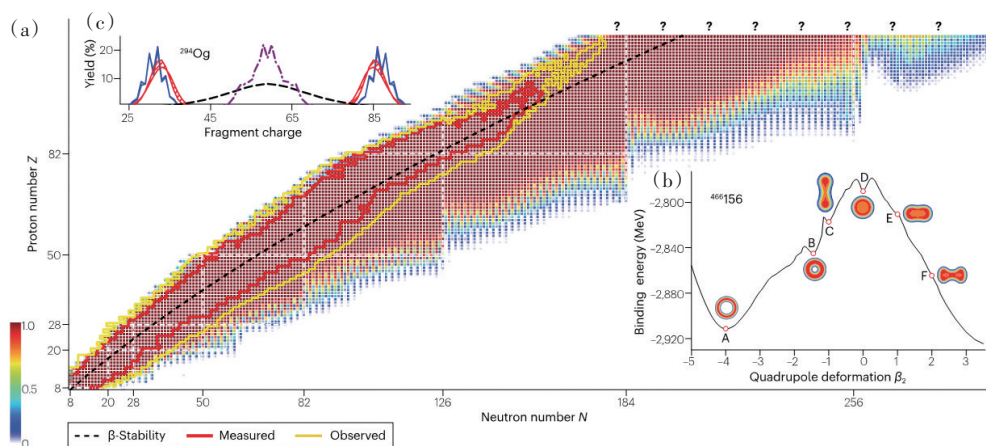 (a)
(c)
? ? ? ? ? ? ? ?
Yield (%)
20
10
²⁹⁴Og
25 45 65 85
Fragment charge
Proton number Z
82
50
28
20
8
1.0
0.5
0
8 20 28 50 82 126 184 256
Neutron number N
β-Stability Measured Observed
(b)
⁴⁶⁶156
Binding energy (MeV)
-2,800
-2,840
-2,880
-2,920
A
B
C
D
E
F
-5 -4 -3 -2 -1 0 1 2 3
Quadrupole deformation β₂